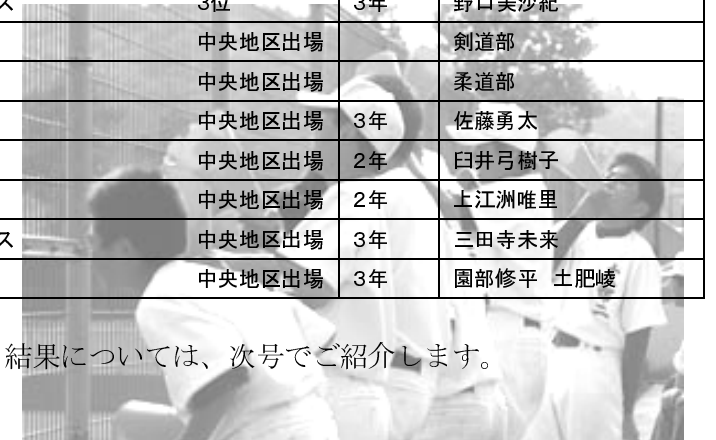 ス 3位 3年 野口美沙紀
中央地区出場 剣道部
中央地区出場 柔道部
中央地区出場 3年 佐藤勇太
中央地区出場 2年 臼井弓樹子
中央地区出場 2年 上江洲唯里
ス 中央地区出場 3年 三田寺未来
中央地区出場 3年 園部修平 土肥崚
結果については、次号でご紹介します。